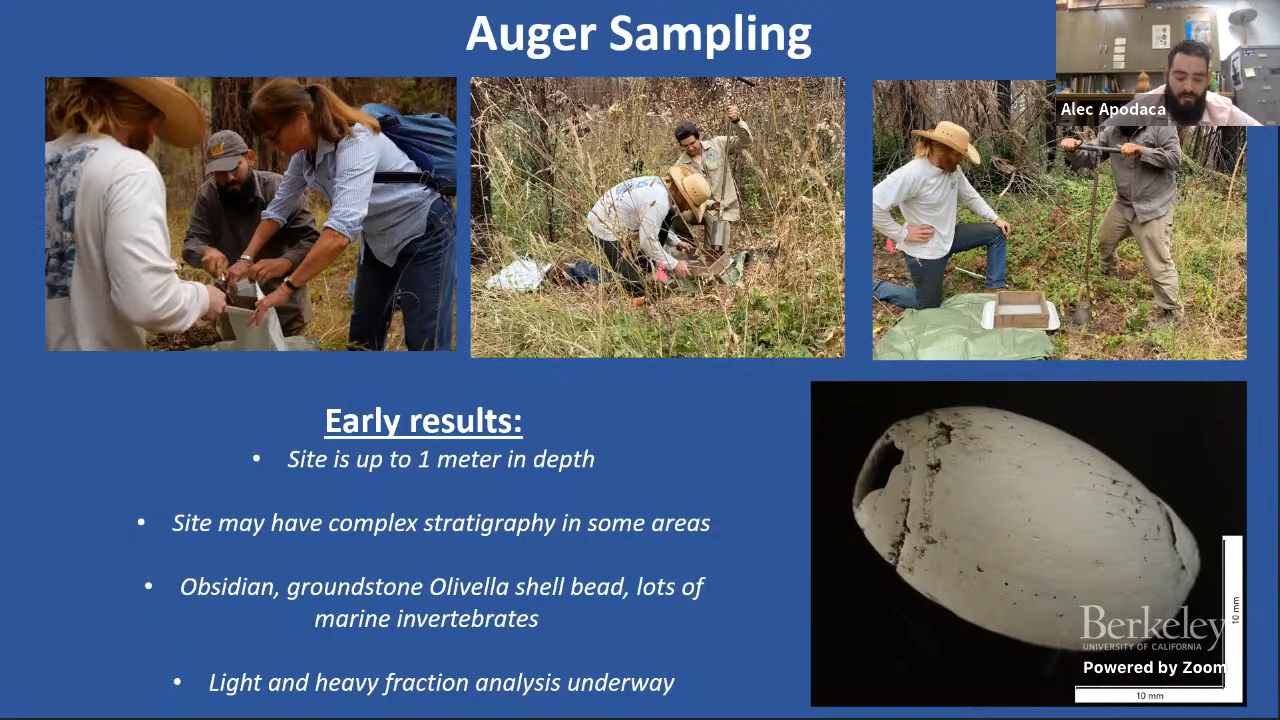 Auger Sampling
Alec Apodaca
Early results:
• Site is up to 1 meter in depth
• Site may have complex stratigraphy in some areas
• Obsidian, groundstone Olivella shell bead, lots of
marine invertebrates
• Light and heavy fraction analysis underway
10 mm
Berkeley
UNIVERSITY OF CALIFORNIA
Powered by Zoom
10 mm